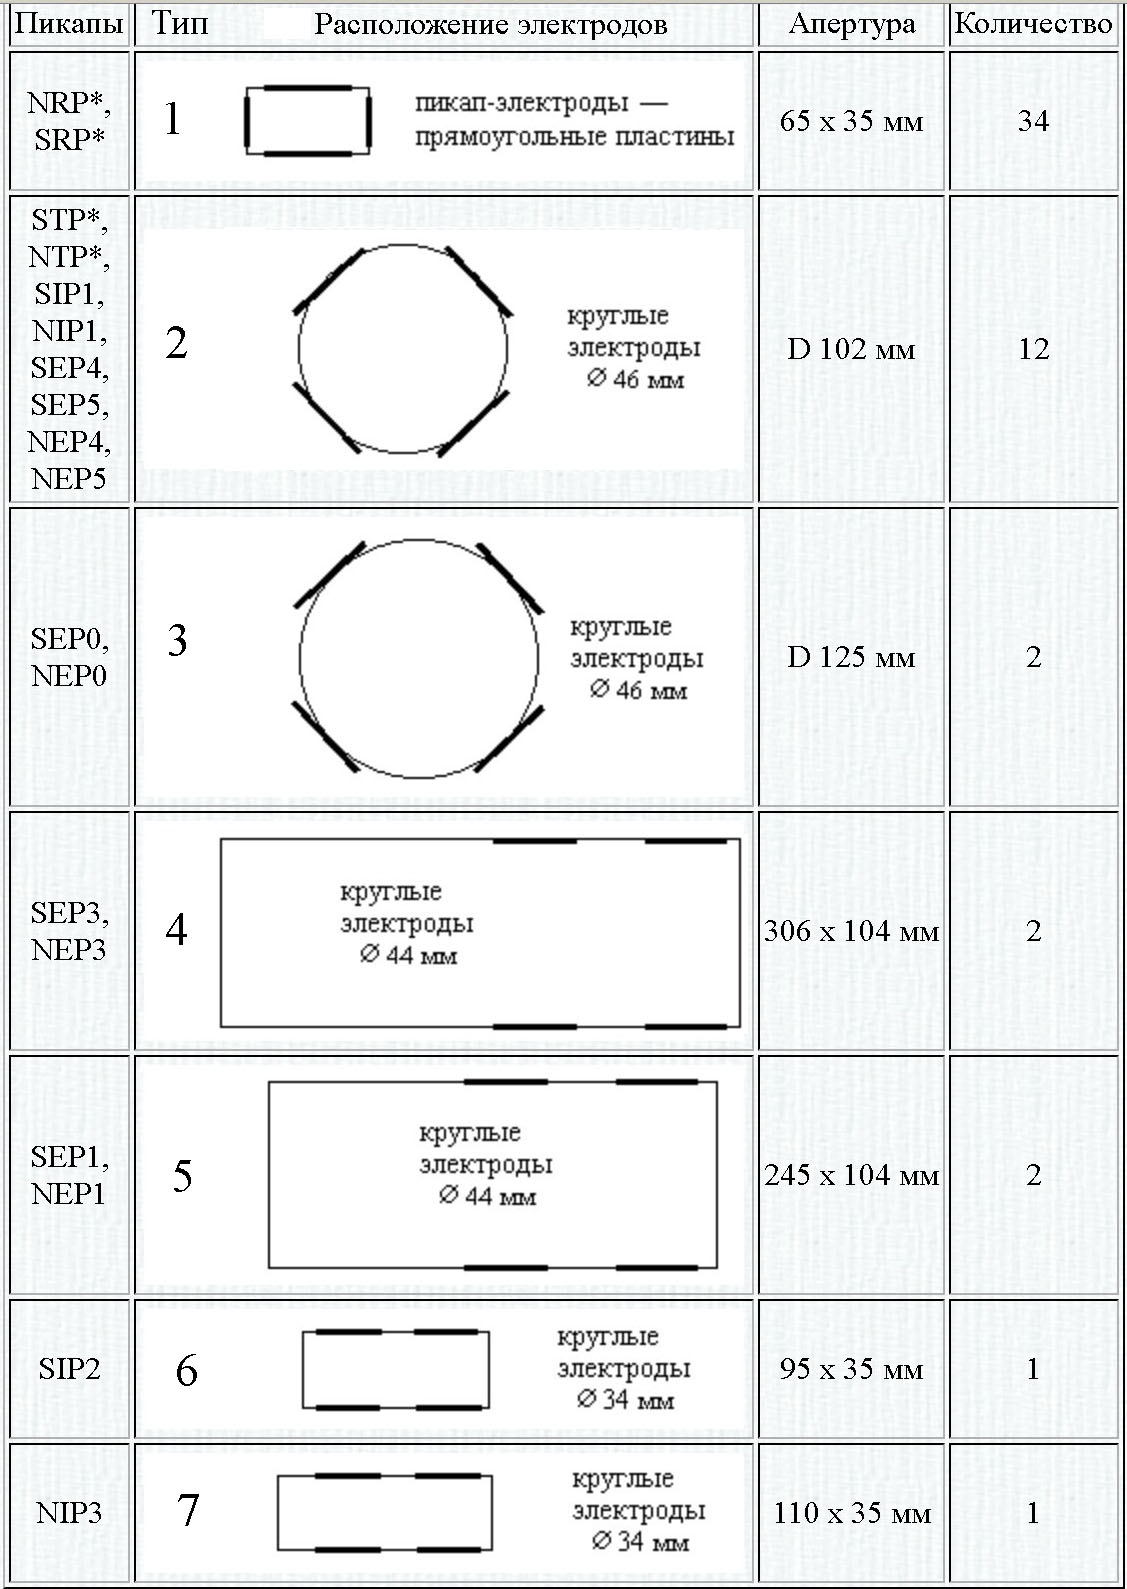 Пикапы Тип Расположение электродов Апертура Количество
NRP*,
SRP*
1
пикап-электроды —
прямоугольные пластины
65 x 35 мм
34
STP*,
NTP*,
SIP1,
NIP1,
SEP4,
SEP5,
NEP4,
NEP5
2
круглые
электроды
∅ 46 мм
D 102 мм
12
SEP0,
NEP0
3
круглые
электроды
∅ 46 мм
D 125 мм
2
SEP3,
NEP3
4
круглые
электроды
∅ 44 мм
306 x 104 мм
2
SEP1,
NEP1
5
круглые
электроды
∅ 44 мм
245 x 104 мм
2
SIP2
6
круглые
электроды
∅ 34 мм
95 x 35 мм
1
NIP3
7
круглые
электроды
∅ 34 мм
110 x 35 мм
1